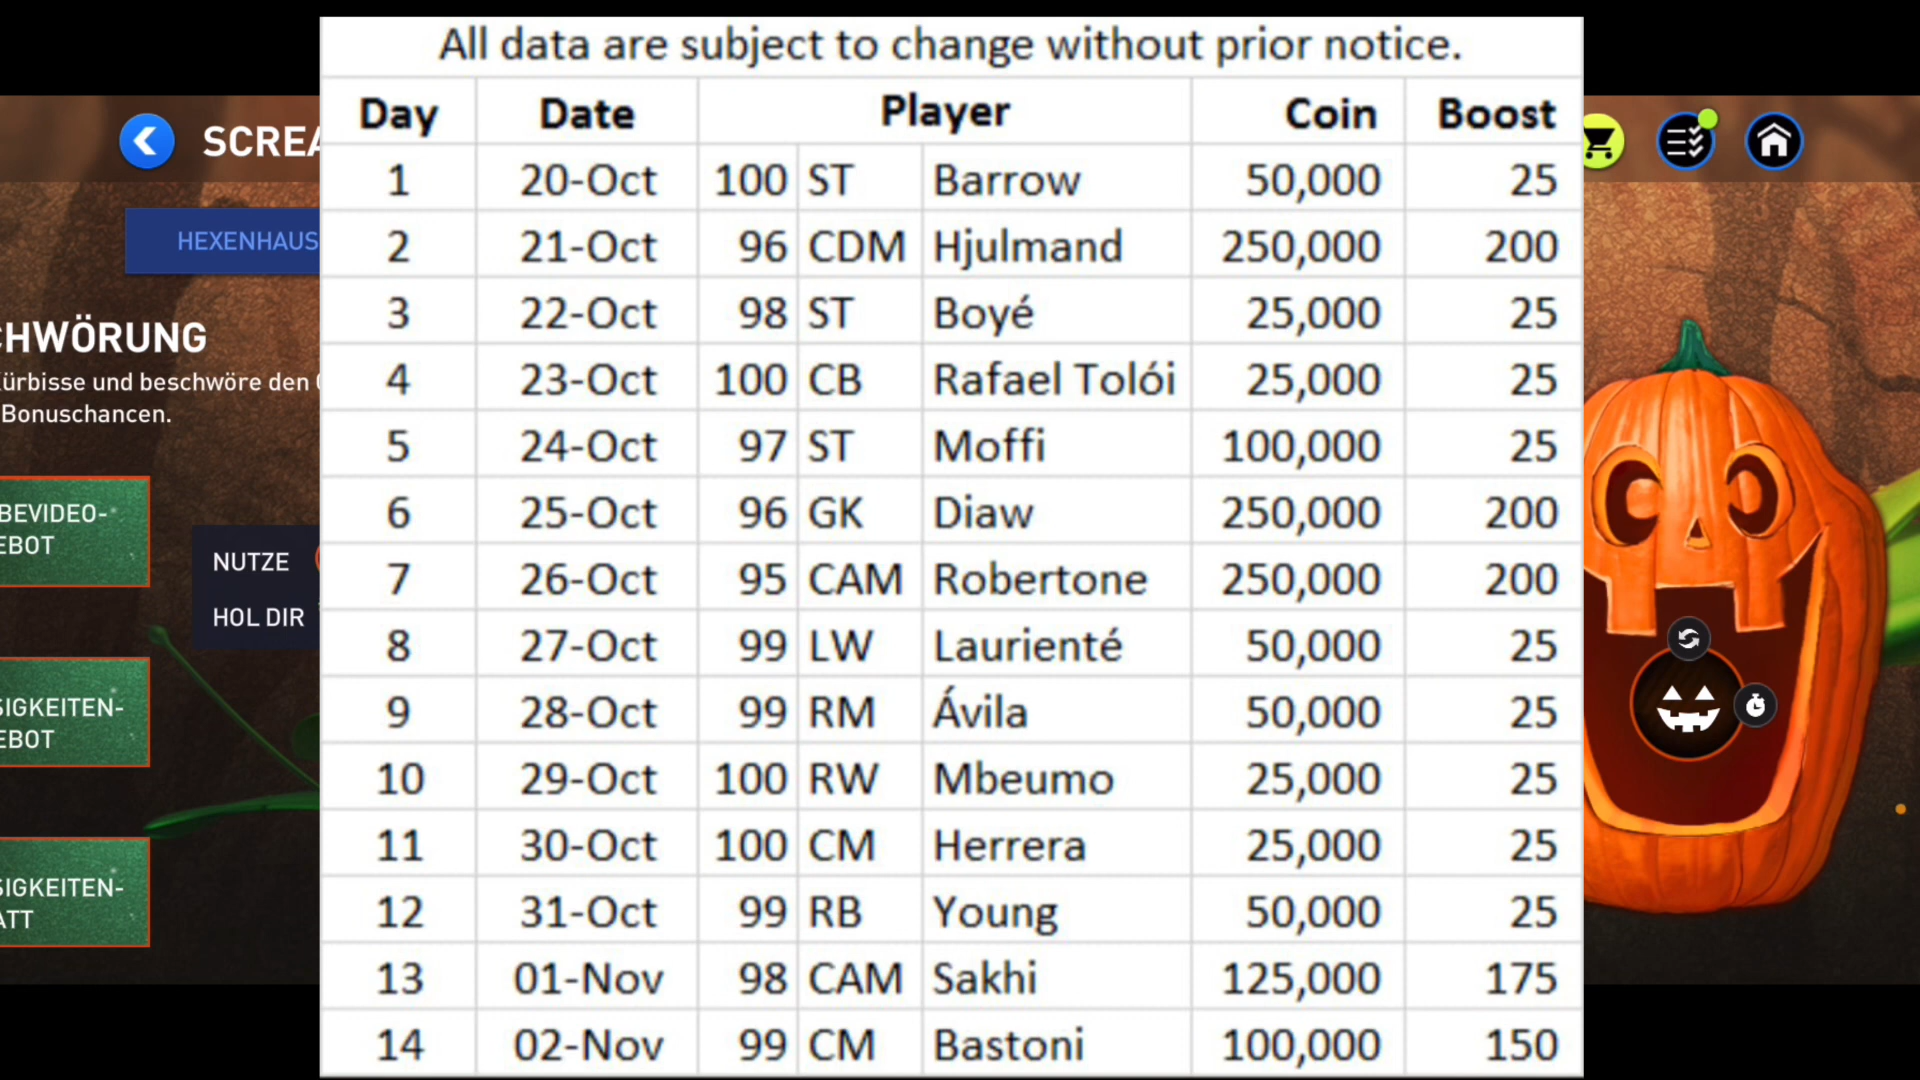 All data are subject to change without prior notice.
Day Date Player Coin Boost
1 20-Oct 100 ST Barrow 50,000 25
2 21-Oct 96 CDM Hjulmand 250,000 200
3 22-Oct 98 ST Boyé 25,000 25
4 23-Oct 100 CB Rafael Tolói 25,000 25
5 24-Oct 97 ST Moffi 100,000 25
6 25-Oct 96 GK Diaw 250,000 200
7 26-Oct 95 CAM Robertone 250,000 200
8 27-Oct 99 LW Laurienté 50,000 25
9 28-Oct 99 RM Ávila 50,000 25
10 29-Oct 100 RW Mbeumo 25,000 25
11 30-Oct 100 CM Herrera 25,000 25
12 31-Oct 99 RB Young 50,000 25
13 01-Nov 98 CAM Sakhi 125,000 175
14 02-Nov 99 CM Bastoni 100,000 150
SCREA
HEXENHAUS
CHWÖRUNG
ürbisse und beschwöre den
Bonuschancen.
BEVIDEO-
EBOT
NUTZE
HOL DIR
SIGKEITEN-
EBOT
SIGKEITEN-
ATT